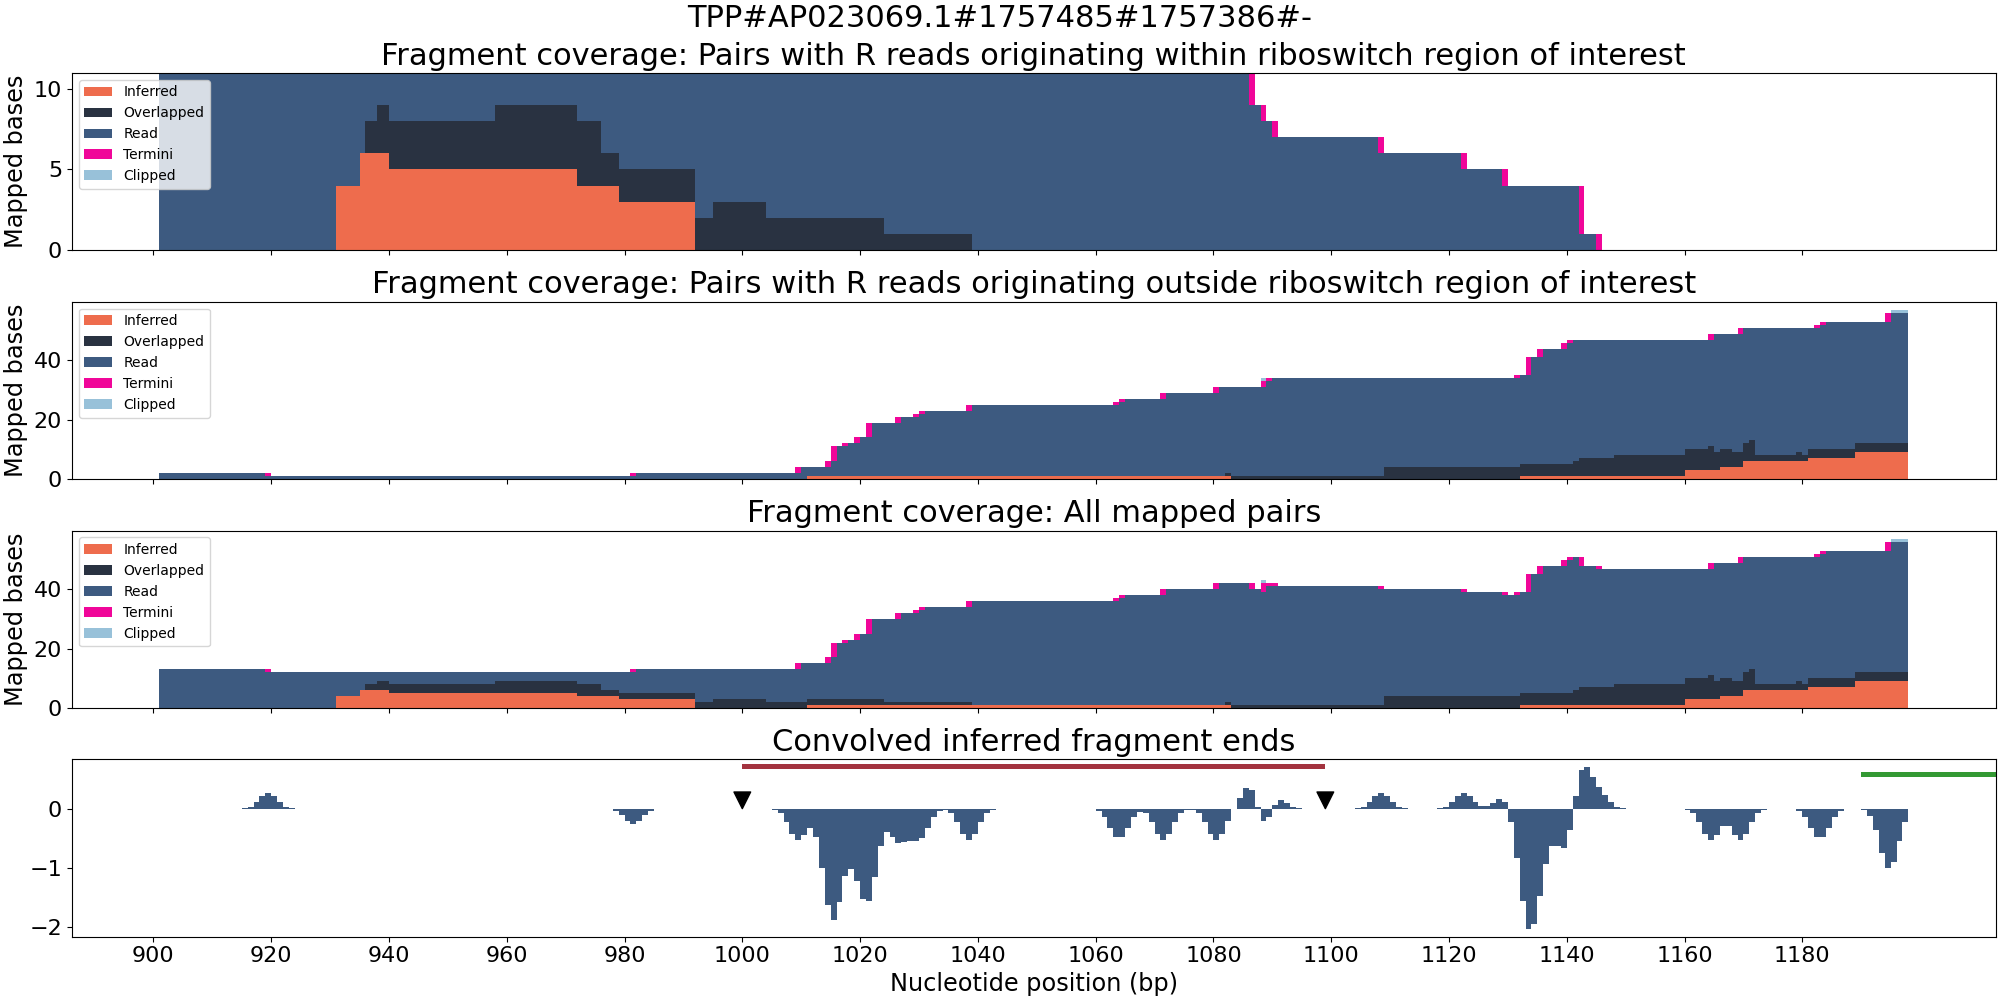 TPP#AP023069.1#1757485#1757386#-
Fragment coverage: Pairs with R reads originating within riboswitch region of interest
Mapped bases
10
5
0
Inferred
Overlapped
Read
Termini
Clipped
Fragment coverage: Pairs with R reads originating outside riboswitch region of interest
Mapped bases
40
20
0
Inferred
Overlapped
Read
Termini
Clipped
Fragment coverage: All mapped pairs
Mapped bases
40
20
0
Inferred
Overlapped
Read
Termini
Clipped
Convolved inferred fragment ends
0
−1
−2
900 920 940 960 980 1000 1020 1040 1060 1080 1100 1120 1140 1160 1180
Nucleotide position (bp)